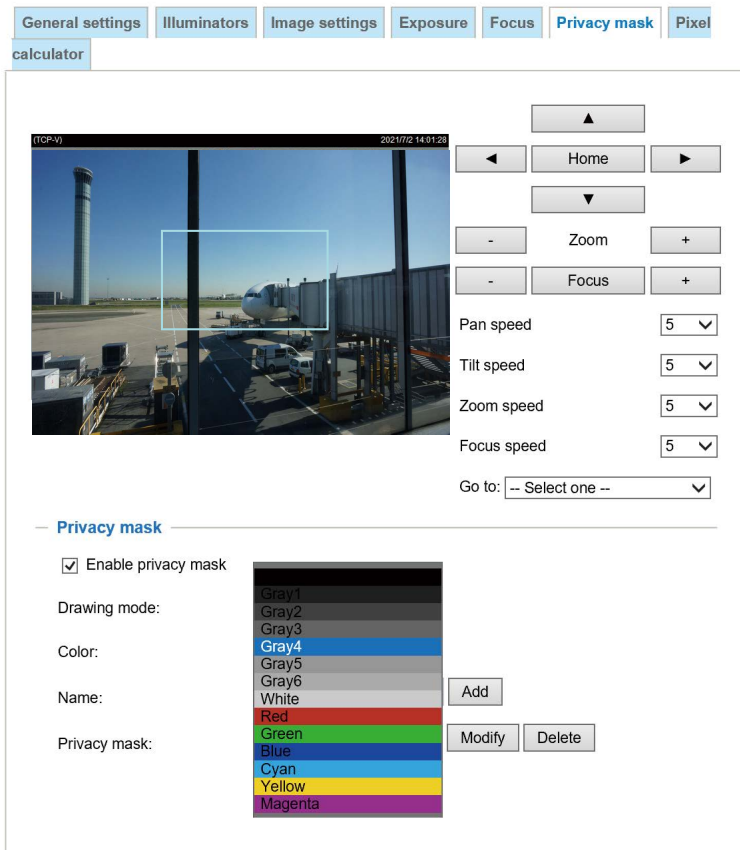 General settings Illuminators Image settings Exposure Focus Privacy mask Pixel
calculator
(TCP-V) 2021/7/2 14:01:28
▲
◄ Home ►
▼
- Zoom +
- Focus +
Pan speed 5
Tilt speed 5
Zoom speed 5
Focus speed 5
Go to: -- Select one --
Privacy mask
Enable privacy mask
Drawing mode:
Color:
Name:
Privacy mask:
Gray1
Gray2
Gray3
Gray4
Gray5
Gray6
White
Red
Green
Blue
Cyan
Yellow
Magenta
Add
Modify Delete